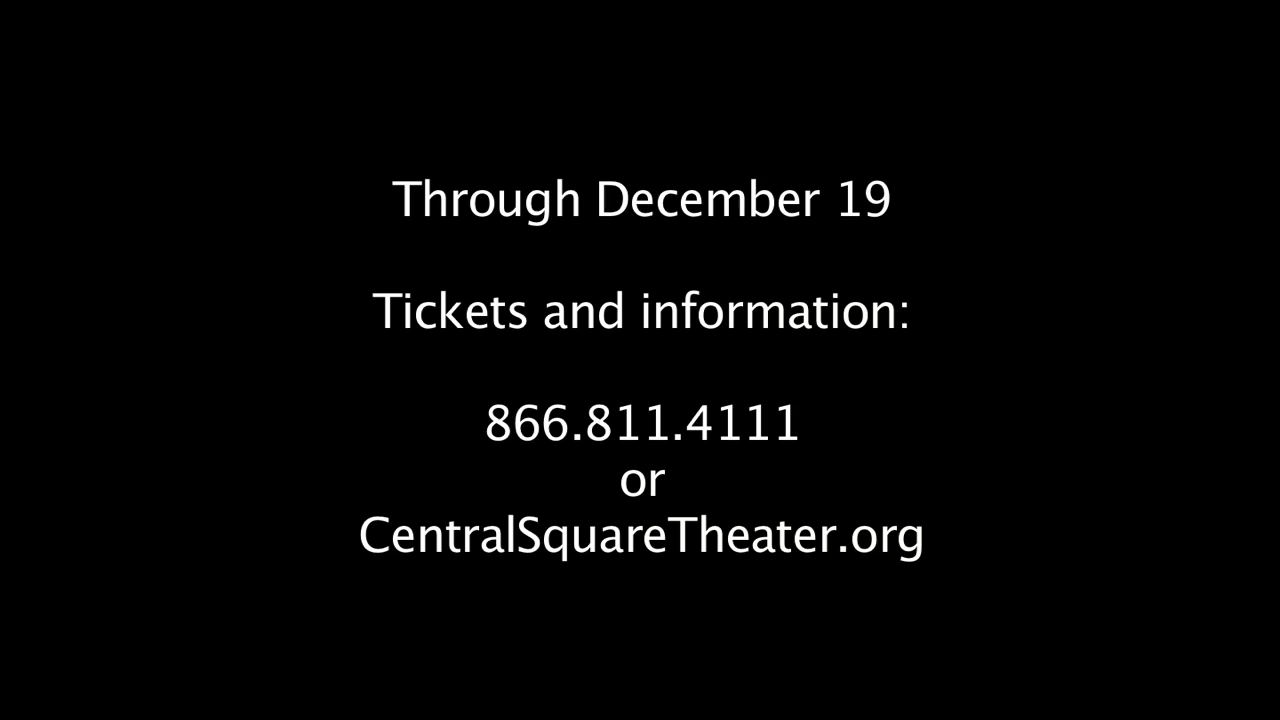 Through December 19
Tickets and information:
866.811.4111
or
CentralSquareTheater.org